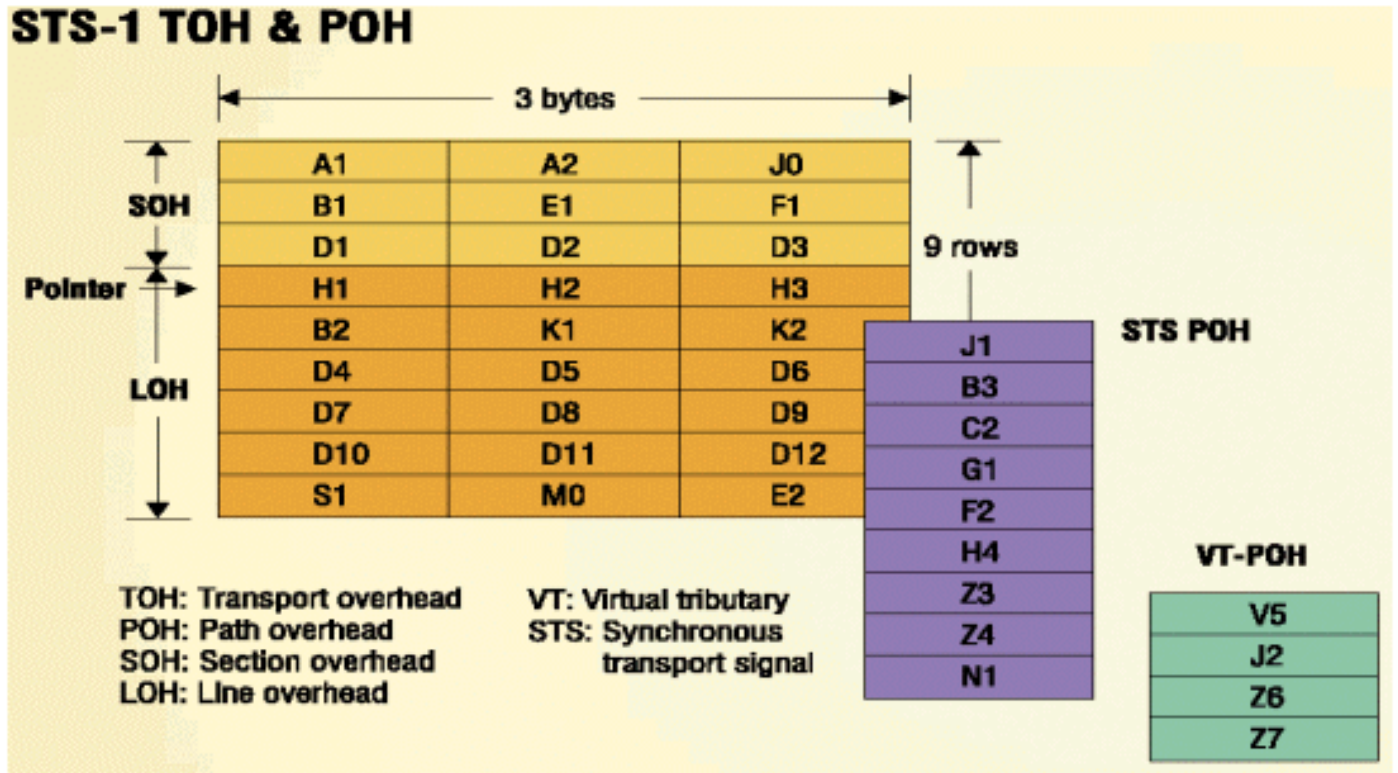 STS-1 TOH & POH
3 bytes
A1 A2 J0
SOH B1 E1 F1
D1 D2 D3 9 rows
Pointer H1 H2 H3
B2 K1 K2 STS POH
J1
D4 D5 D6
LOH B3
D7 D8 D9
C2
D10 D11 D12
G1
S1 M0 E2
F2
H4 VT-POH
TOH: Transport overhead VT: Virtual tributary Z3
V5
POH: Path overhead STS: Synchronous Z4
J2
SOH: Section overhead transport signal N1
LOH: Line overhead Z6
Z7